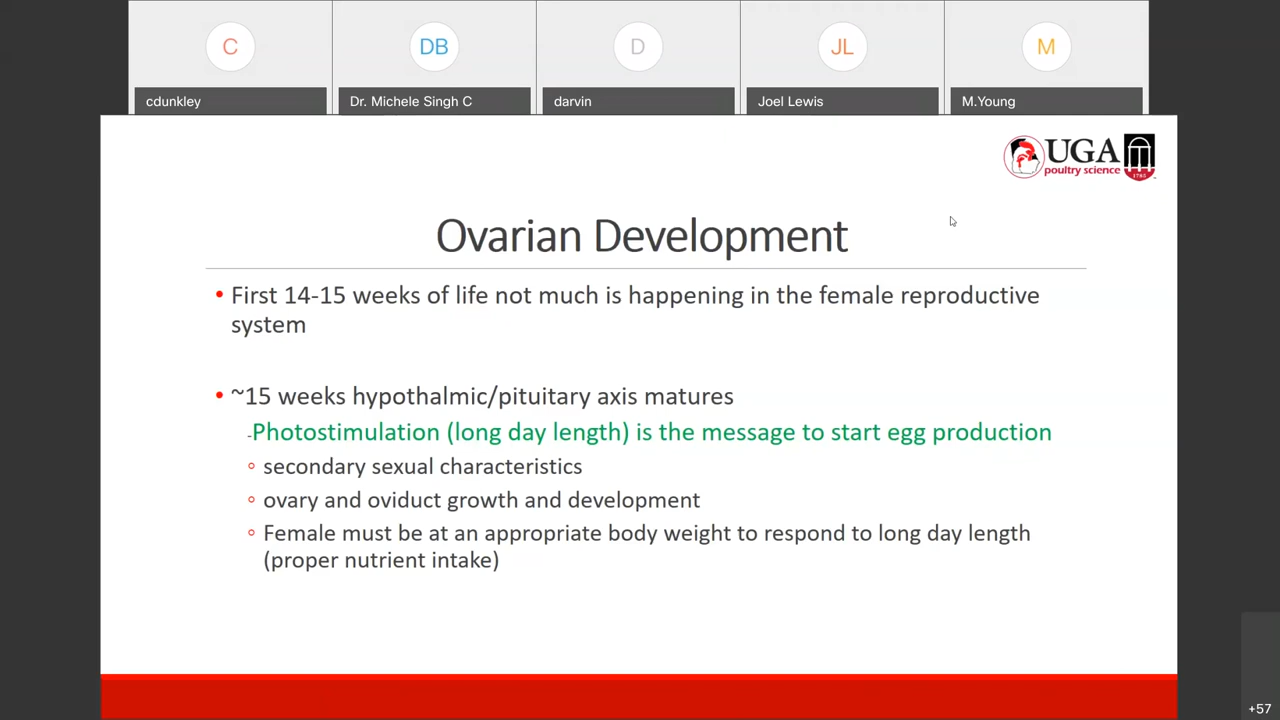 C
DB
D
JL
M
cdunkley
Dr. Michele Singh C
darvin
Joel Lewis
M.Young
UGA
poultry science
1785
Ovarian Development
• First 14-15 weeks of life not much is happening in the female reproductive
system
• ~15 weeks hypothalmic/pituitary axis matures
-Photostimulation (long day length) is the message to start egg production
◦ secondary sexual characteristics
◦ ovary and oviduct growth and development
◦ Female must be at an appropriate body weight to respond to long day length
(proper nutrient intake)
+57